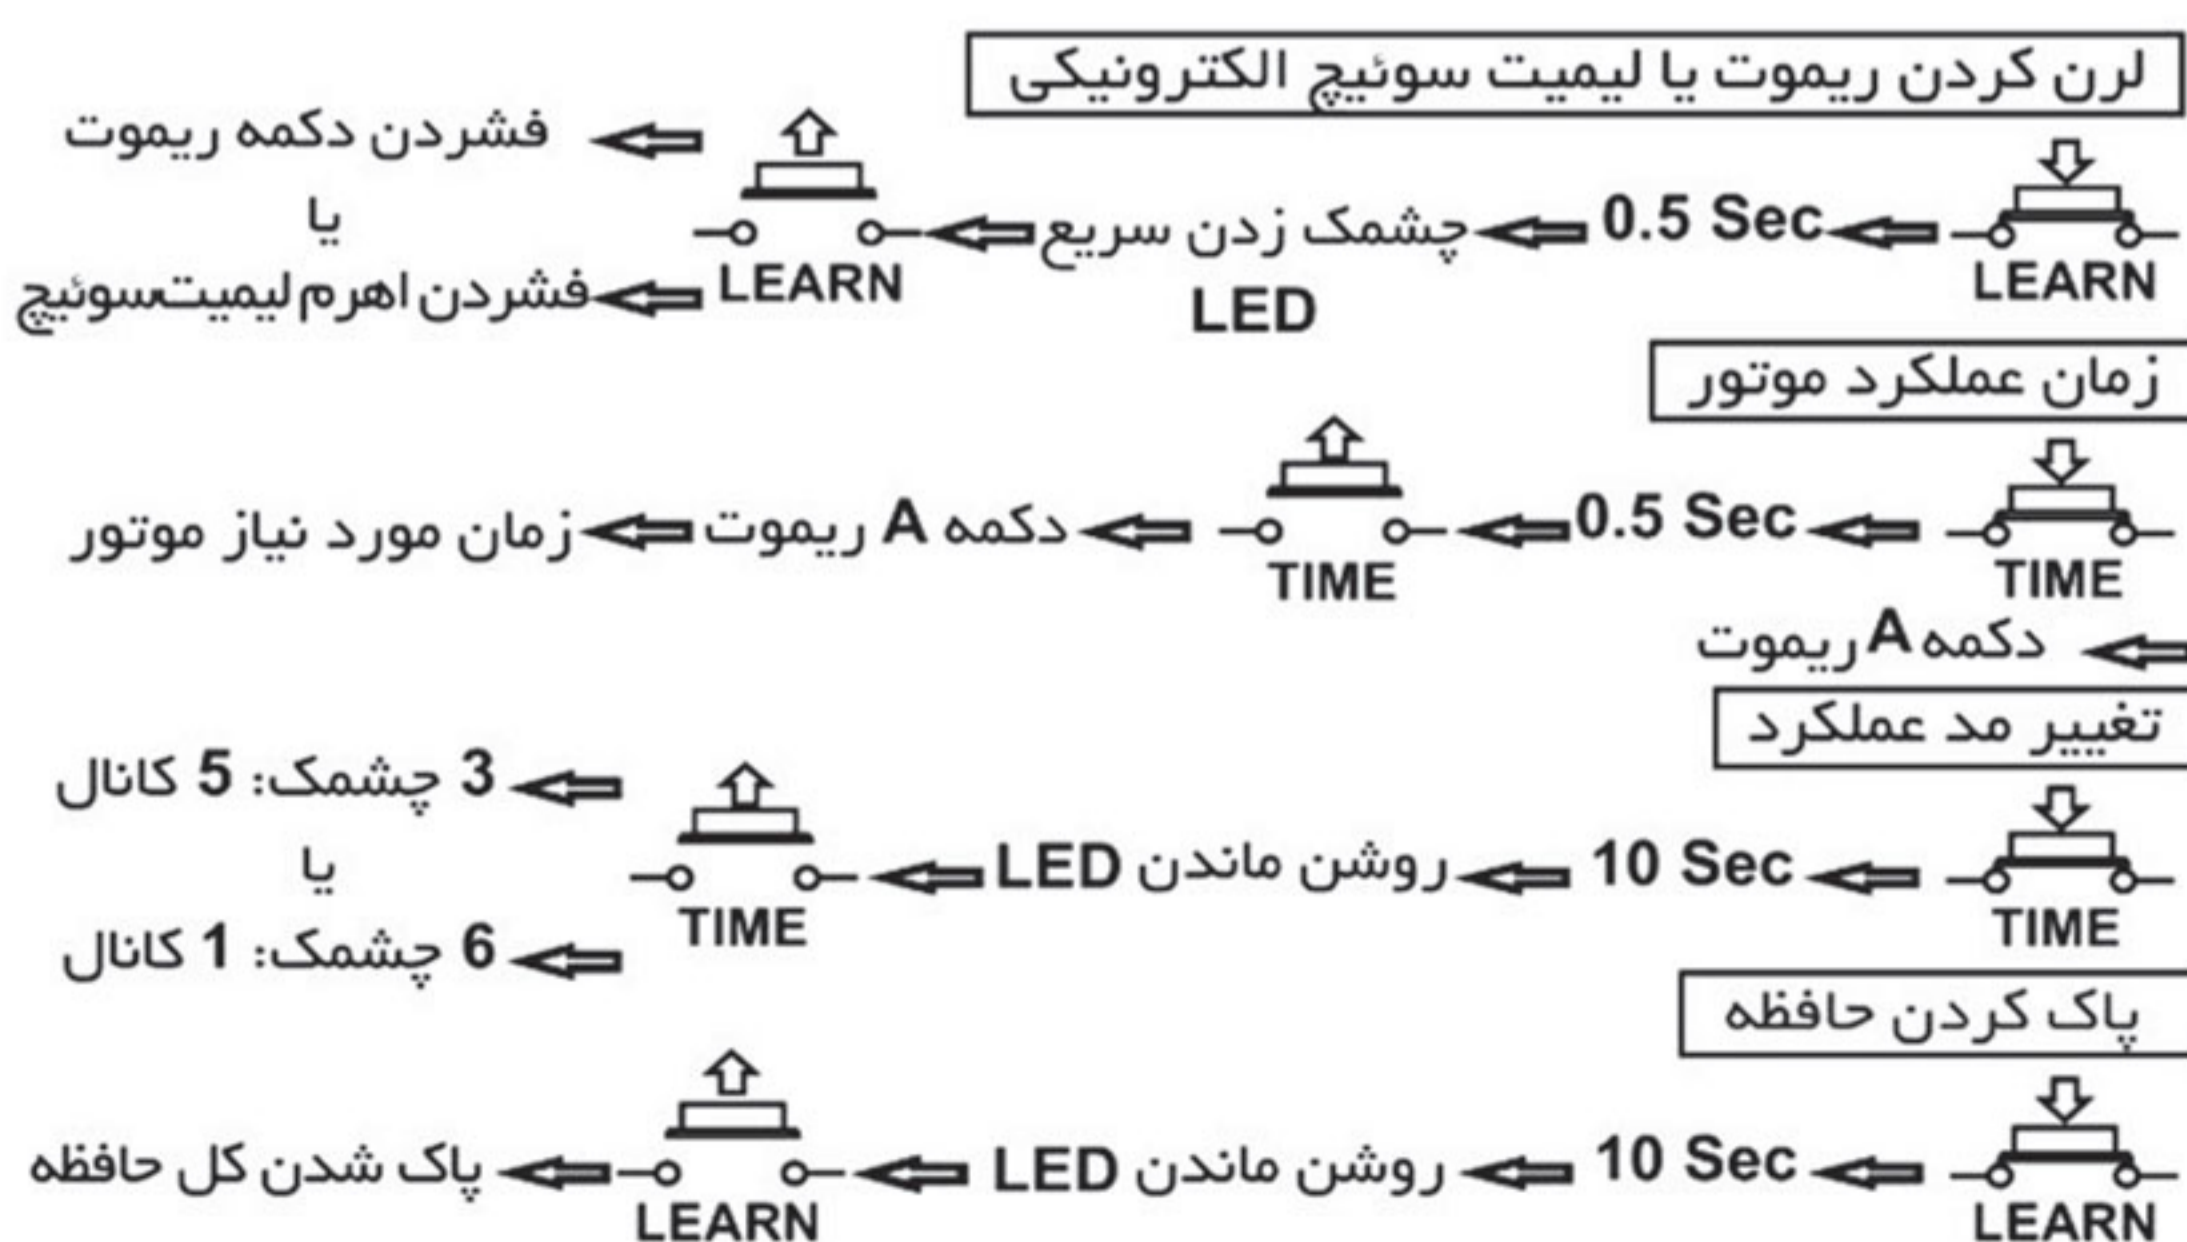 لرن کردن ریموت یا لیمیت سوئیچ الکترونیکی
LEARN
0.5 Sec
چشمک زدن سریع
LED
LEARN
فشردن دکمه ریموت
یا
فشردن اهرم لیمیت‌سوئیچ
زمان عملکرد موتور
TIME
0.5 Sec
TIME
دکمه A ریموت
زمان مورد نیاز موتور
دکمه A ریموت
تغییر مد عملکرد
TIME
10 Sec
روشن ماندن LED
TIME
3 چشمک: 5 کانال
یا
6 چشمک: 1 کانال
پاک کردن حافظه
LEARN
10 Sec
روشن ماندن LED
LEARN
پاک شدن کل حافظه